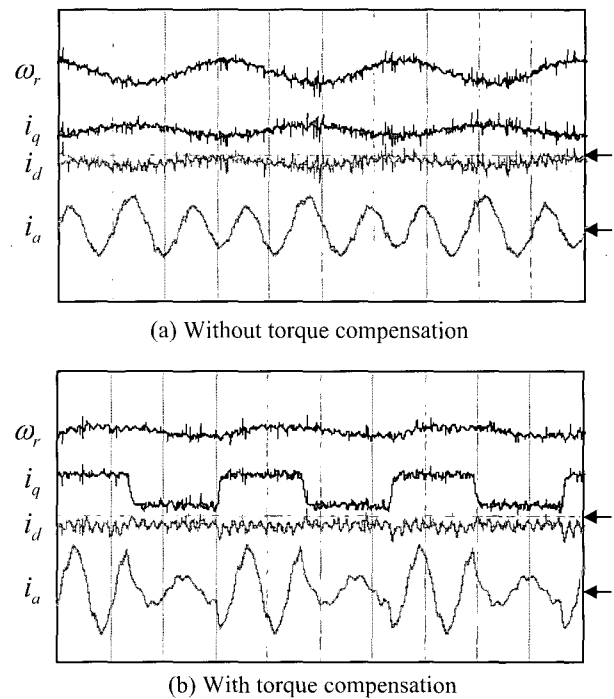 ω_r
i_q
i_d
i_a
(a) Without torque compensation
ω_r
i_q
i_d
i_a
(b) With torque compensation